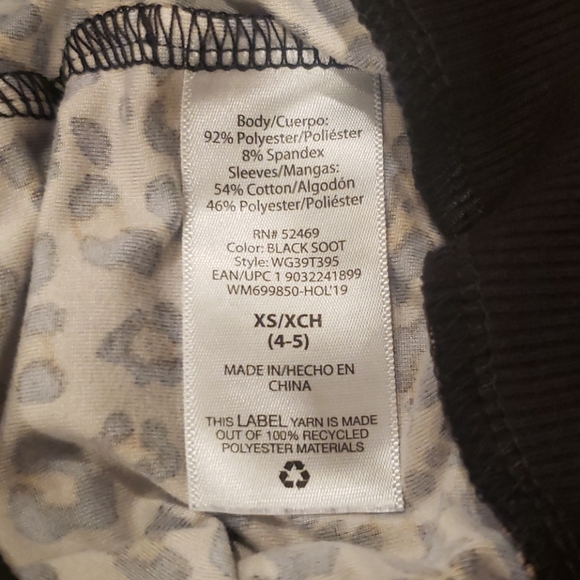 Body/Cuerpo:
92% Polyester/Poliéster
8% Spandex
Sleeves/Mangas:
54% Cotton/Algodón
46% Polyester/Poliéster
RN# 52469
Color: BLACK SOOT
Style: WG39T395
EAN/UPC 1 9032241899
WM699850-HOL'19
XS/XCH
(4-5)
MADE IN/HECHO EN
CHINA
THIS LABEL YARN IS MADE
OUT OF 100% RECYCLED
POLYESTER MATERIALS